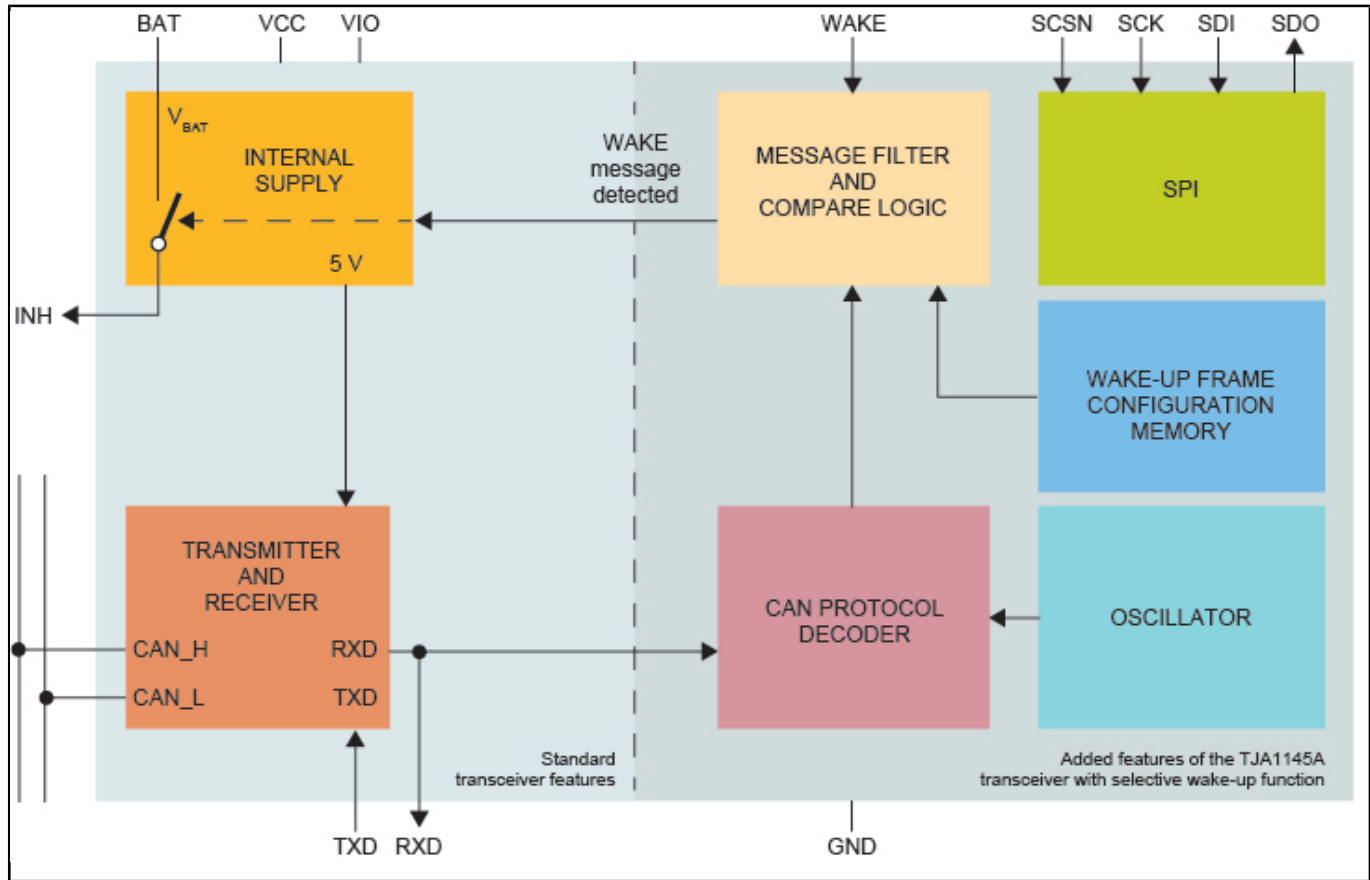 BAT VCC VIO WAKE SCSN SCK SDI SDO
VBAT
INTERNAL
SUPPLY
5 V
INH
WAKE
message
detected
MESSAGE FILTER
AND
COMPARE LOGIC
SPI
WAKE-UP FRAME
CONFIGURATION
MEMORY
TRANSMITTER
AND
RECEIVER
CAN_H RXD
CAN_L TXD
CAN PROTOCOL
DECODER
OSCILLATOR
Standard
transceiver features
Added features of the TJA1145A
transceiver with selective wake-up function
TXD RXD GND